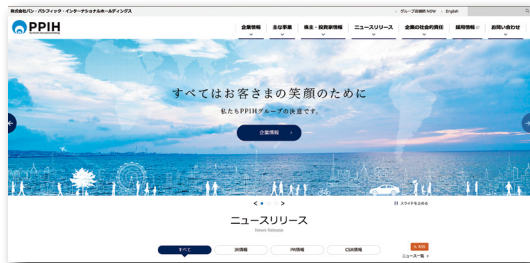 株式会社パン・パシフィック・インターナショナルホールディングス
グループ店舗数 NOW
English
PPIH
企業情報 主な事業 株主・投資家情報 ニュースリリース 企業の社会的責任 採用情報 お問い合わせ
すべてはお客さまの笑顔のために
私たちPPIHグループの決意です。
企業情報
スライドを止める
ニュースリリース
News Release
すべて IR情報 PR情報 CSR情報
ニュース一覧